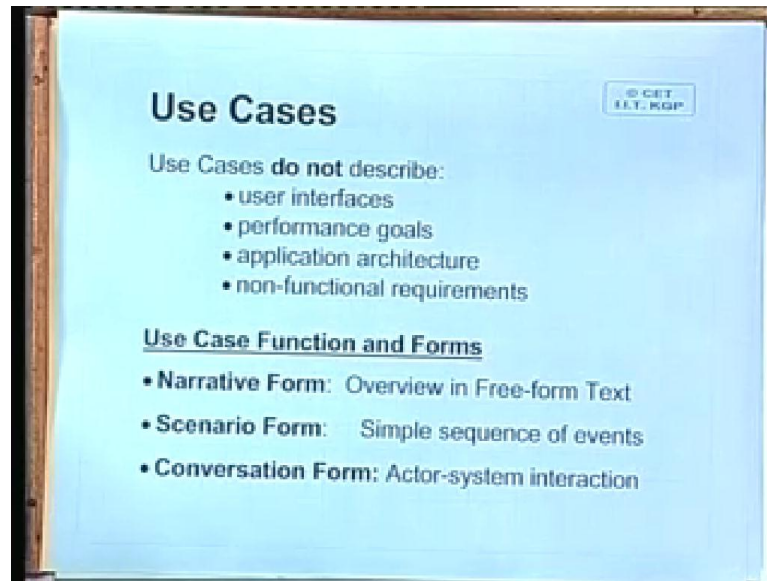 © CET
I.I.T. KGP
Use Cases
Use Cases do not describe:
• user interfaces
• performance goals
• application architecture
• non-functional requirements
Use Case Function and Forms
• Narrative Form: Overview in Free-form Text
• Scenario Form: Simple sequence of events
• Conversation Form: Actor-system interaction